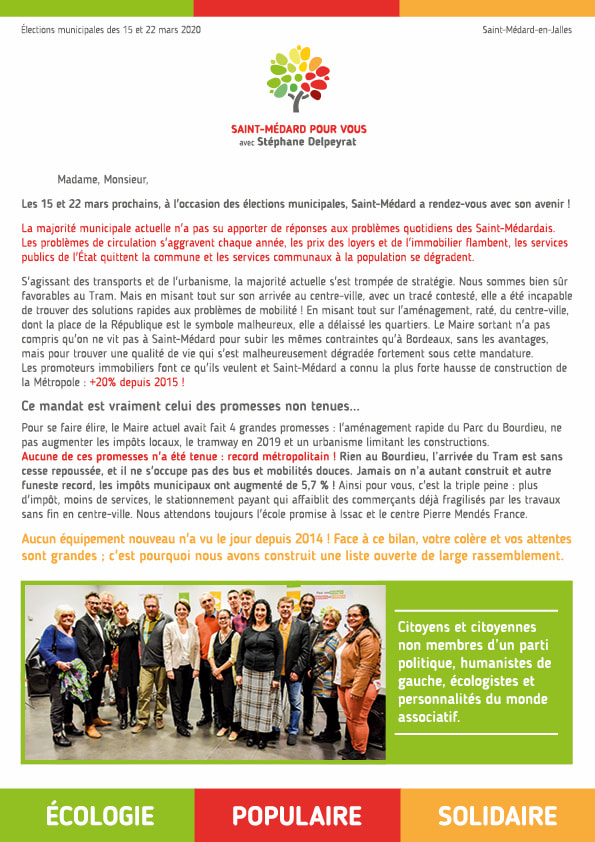 Élections municipales des 15 et 22 mars 2020
Saint-Médard-en-Jalles
SAINT-MÉDARD POUR VOUS
avec Stéphane Delpeyrat
Madame, Monsieur,
Les 15 et 22 mars prochains, à l'occasion des élections municipales, Saint-Médard a rendez-vous avec son avenir !
La majorité municipale actuelle n'a pas su apporter de réponses aux problèmes quotidiens des Saint-Médardais.
Les problèmes de circulation s'aggravent chaque année, les prix des loyers et de l'immobilier flambent, les services
publics de l'État quittent la commune et les services communaux à la population se dégradent.
S'agissant des transports et de l'urbanisme, la majorité actuelle s'est trompée de stratégie. Nous sommes bien sûr
favorables au Tram. Mais en misant tout sur son arrivée au centre-ville, avec un tracé contesté, elle a été incapable
de trouver des solutions rapides aux problèmes de mobilité ! En misant tout sur l'aménagement, raté, du centre-ville,
dont la place de la République est le symbole malheureux, elle a délaissé les quartiers. Le Maire sortant n'a pas
compris qu'on ne vit pas à Saint-Médard pour subir les mêmes contraintes qu'à Bordeaux, sans les avantages,
mais pour trouver une qualité de vie qui s'est malheureusement dégradée fortement sous cette mandature.
Les promoteurs immobiliers font ce qu'ils veulent et Saint-Médard a connu la plus forte hausse de construction de
la Métropole : +20% depuis 2015 !
Ce mandat est vraiment celui des promesses non tenues...
Pour se faire élire, le Maire actuel avait fait 4 grandes promesses : l'aménagement rapide du Parc du Bourdieu, ne
pas augmenter les impôts locaux, le tramway en 2019 et un urbanisme limitant les constructions.
Aucune de ces promesses n'a été tenue : record métropolitain ! Rien au Bourdieu, l'arrivée du Tram est sans
cesse repoussée, et il ne s'occupe pas des bus et mobilités douces. Jamais on n'a autant construit et autre
funeste record, les impôts municipaux ont augmenté de 5,7 % ! Ainsi pour vous, c'est la triple peine : plus
d'impôt, moins de services, le stationnement payant qui affaiblit des commerçants déjà fragilisés par les travaux
sans fin en centre-ville. Nous attendons toujours l'école promise à Issac et le centre Pierre Mendés France.
Aucun équipement nouveau n'a vu le jour depuis 2014 ! Face à ce bilan, votre colère et vos attentes
sont grandes ; c'est pourquoi nous avons construit une liste ouverte de large rassemblement.
Citoyens et citoyennes
non membres d'un parti
politique, humanistes de
gauche, écologistes et
personnalités du monde
associatif.
ÉCOLOGIE
POPULAIRE
SOLIDAIRE